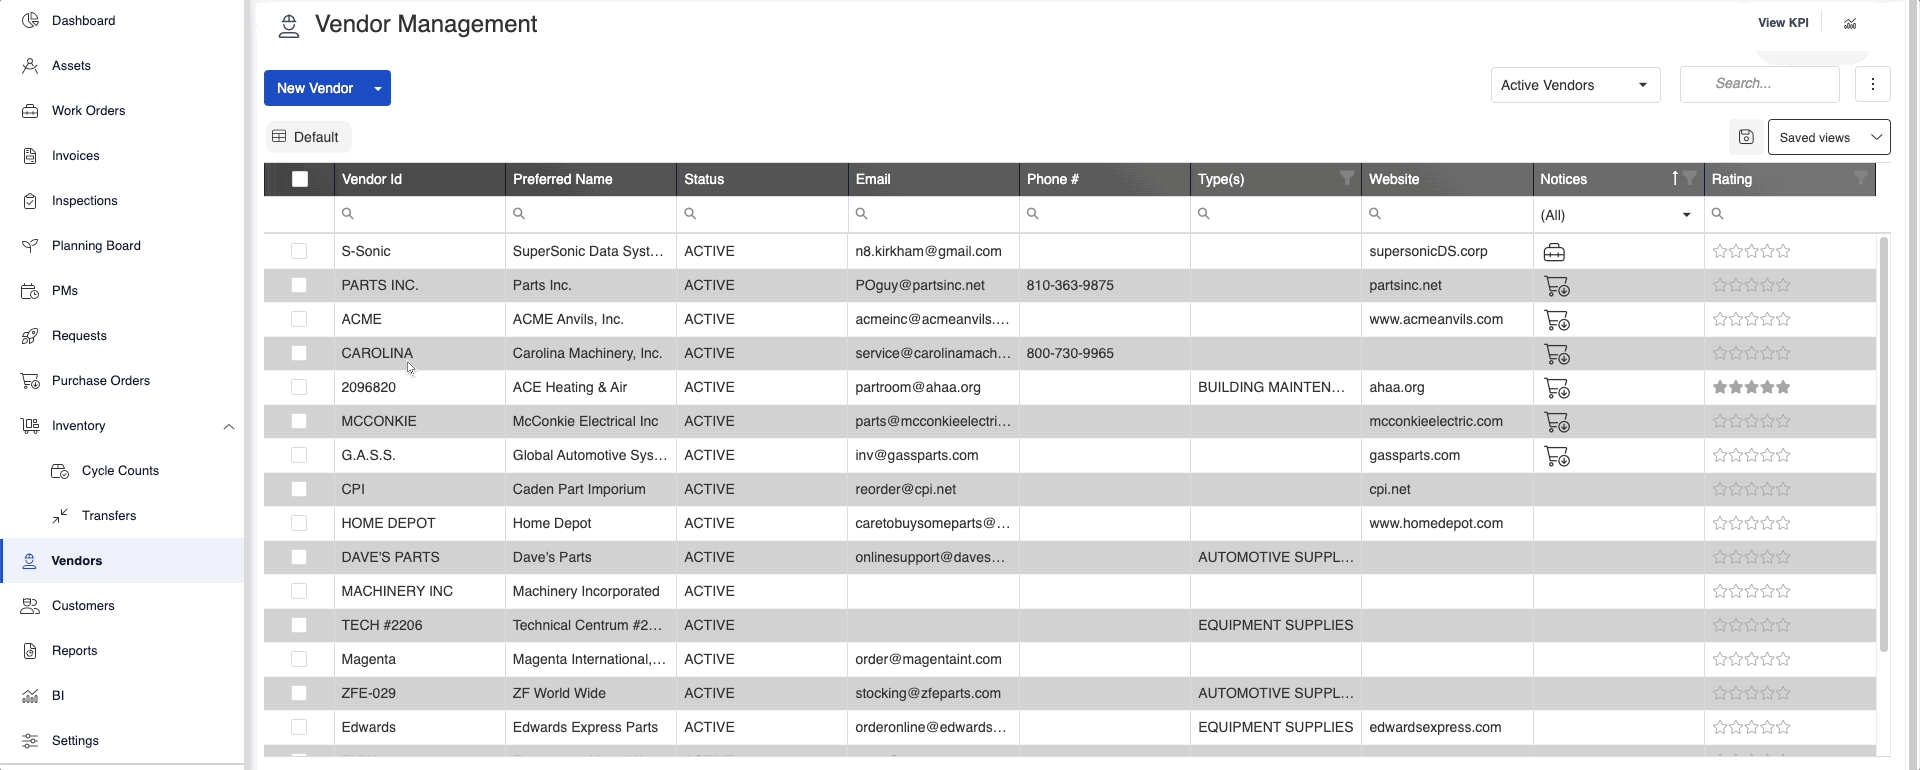 Dashboard
Assets
Work Orders
Invoices
Inspections
Planning Board
PMs
Requests
Purchase Orders
Inventory
Cycle Counts
Transfers
Vendors
Customers
Reports
BI
Settings
Vendor Management
View KPI
New Vendor
Active Vendors
Search...
Default
Saved views
Vendor Id Preferred Name Status Email Phone # Type(s) Website Notices Rating
(All)
S-Sonic SuperSonic Data Syst... ACTIVE n8.kirkham@gmail.com supersonicDS.corp
PARTS INC. Parts Inc. ACTIVE POguy@partsinc.net 810-363-9875 partsinc.net
ACME ACME Anvils, Inc. ACTIVE acmeinc@acmeanvils.... www.acmeanvils.com
CAROLINA Carolina Machinery, Inc. ACTIVE service@carolinamach... 800-730-9965
2096820 ACE Heating & Air ACTIVE partroom@ahaa.org BUILDING MAINTEN... ahaa.org
MCCONKIE McConkie Electrical Inc ACTIVE parts@mcconkieelectri... mcconkieelectric.com
G.A.S.S. Global Automotive Sys... ACTIVE inv@gassparts.com gassparts.com
CPI Caden Part Imporium ACTIVE reorder@cpi.net cpi.net
HOME DEPOT Home Depot ACTIVE caretobuysomeparts@... www.homedepot.com
DAVE'S PARTS Dave's Parts ACTIVE onlinesupport@daves... AUTOMOTIVE SUPPL...
MACHINERY INC Machinery Incorporated ACTIVE
TECH #2206 Technical Centrum #2... ACTIVE EQUIPMENT SUPPLIES
Magenta Magenta International,... ACTIVE order@magentaint.com
ZFE-029 ZF World Wide ACTIVE stocking@zfeparts.com AUTOMOTIVE SUPPL...
Edwards Edwards Express Parts ACTIVE orderonline@edwards... EQUIPMENT SUPPLIES edwardsexpress.com